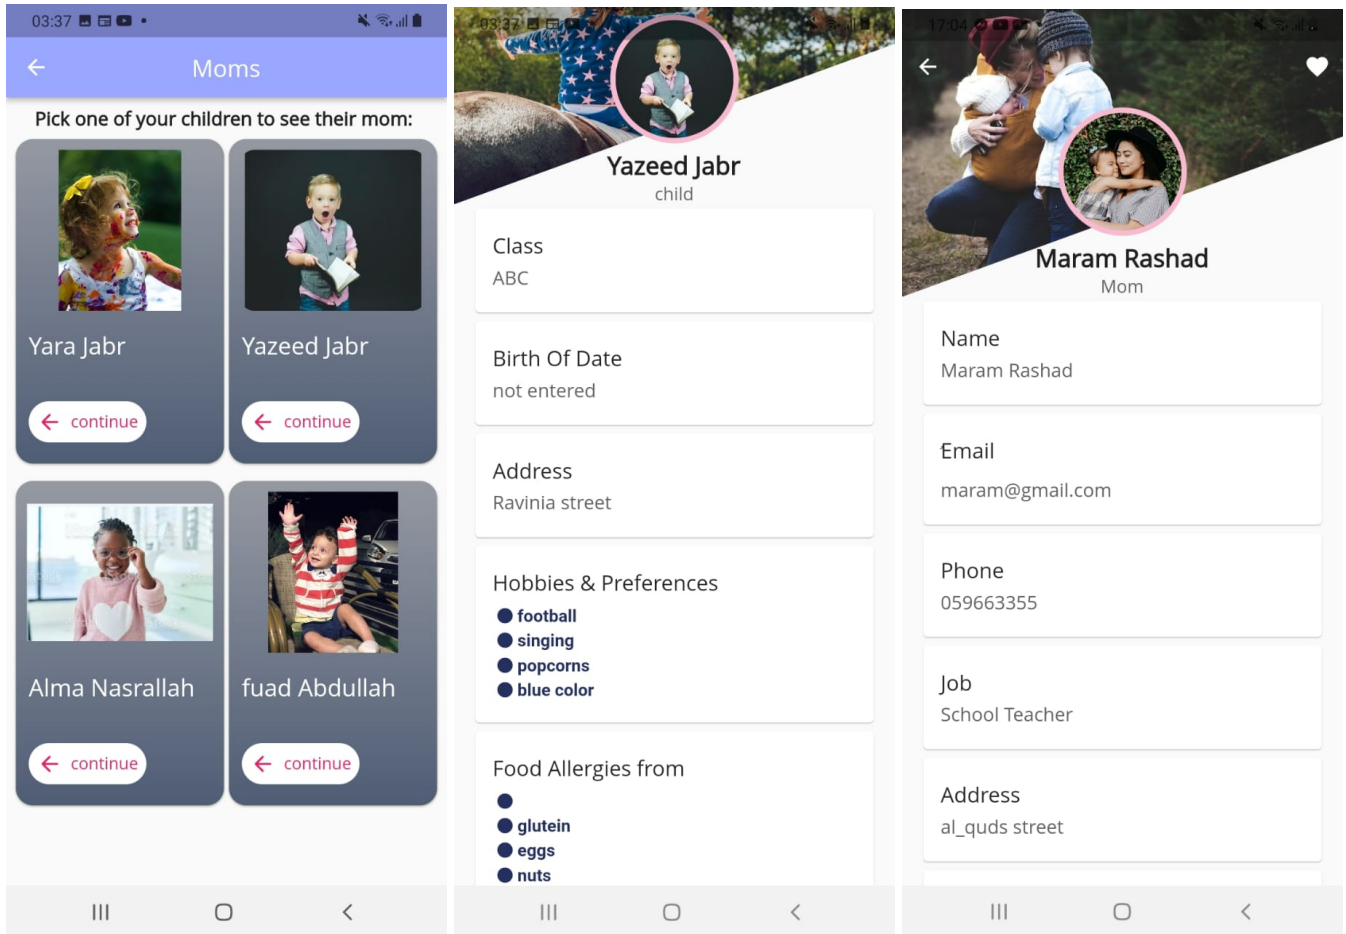 03:37
Moms
Pick one of your children to see their mom:
Yara Jabr
Yazeed Jabr
continue
continue
Alma Nasrallah
fuad Abdullah
continue
continue
03:37
Yazeed Jabr
child
Class
ABC
Birth Of Date
not entered
Address
Ravinia street
Hobbies & Preferences
football
singing
popcorns
blue color
Food Allergies from
glutein
eggs
nuts
17:04
Maram Rashad
Mom
Name
Maram Rashad
Email
maram@gmail.com
Phone
059663355
Job
School Teacher
Address
al_quds street